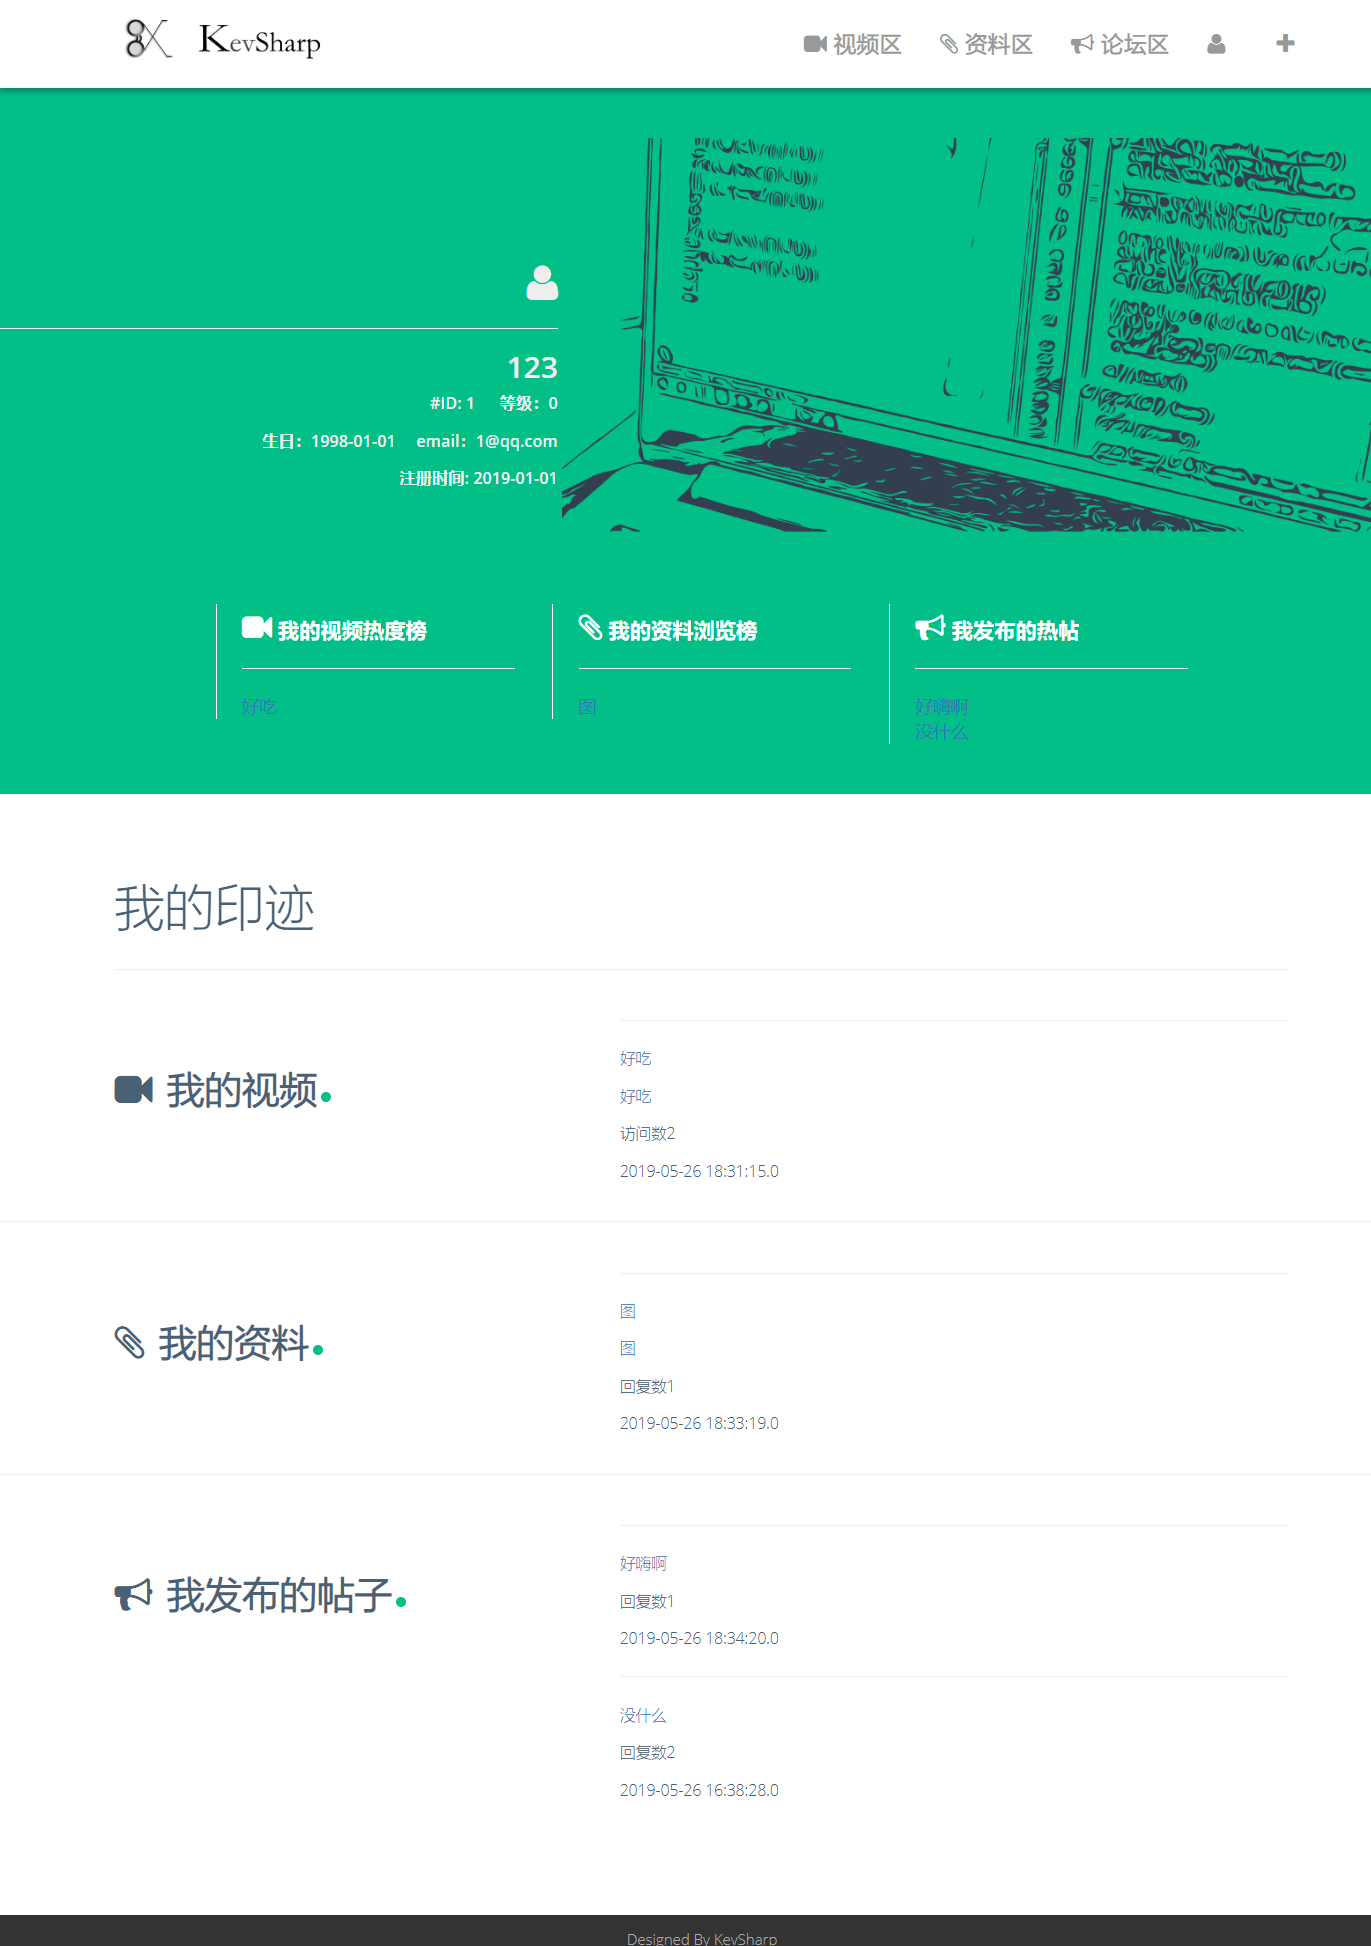 KevSharp
视频区 资料区 论坛区
123
#ID: 1 等级：0
生日：1998-01-01 email：1@qq.com
注册时间: 2019-01-01
我的视频热度榜
好吃
我的资料浏览榜
图
我发布的热帖
好嗨啊
没什么
我的印迹
我的视频
好吃
好吃
访问数2
2019-05-26 18:31:15.0
我的资料
图
图
回复数1
2019-05-26 18:33:19.0
我发布的帖子
好嗨啊
回复数1
2019-05-26 18:34:20.0
没什么
回复数2
2019-05-26 16:38:28.0
Designed By KevSharp